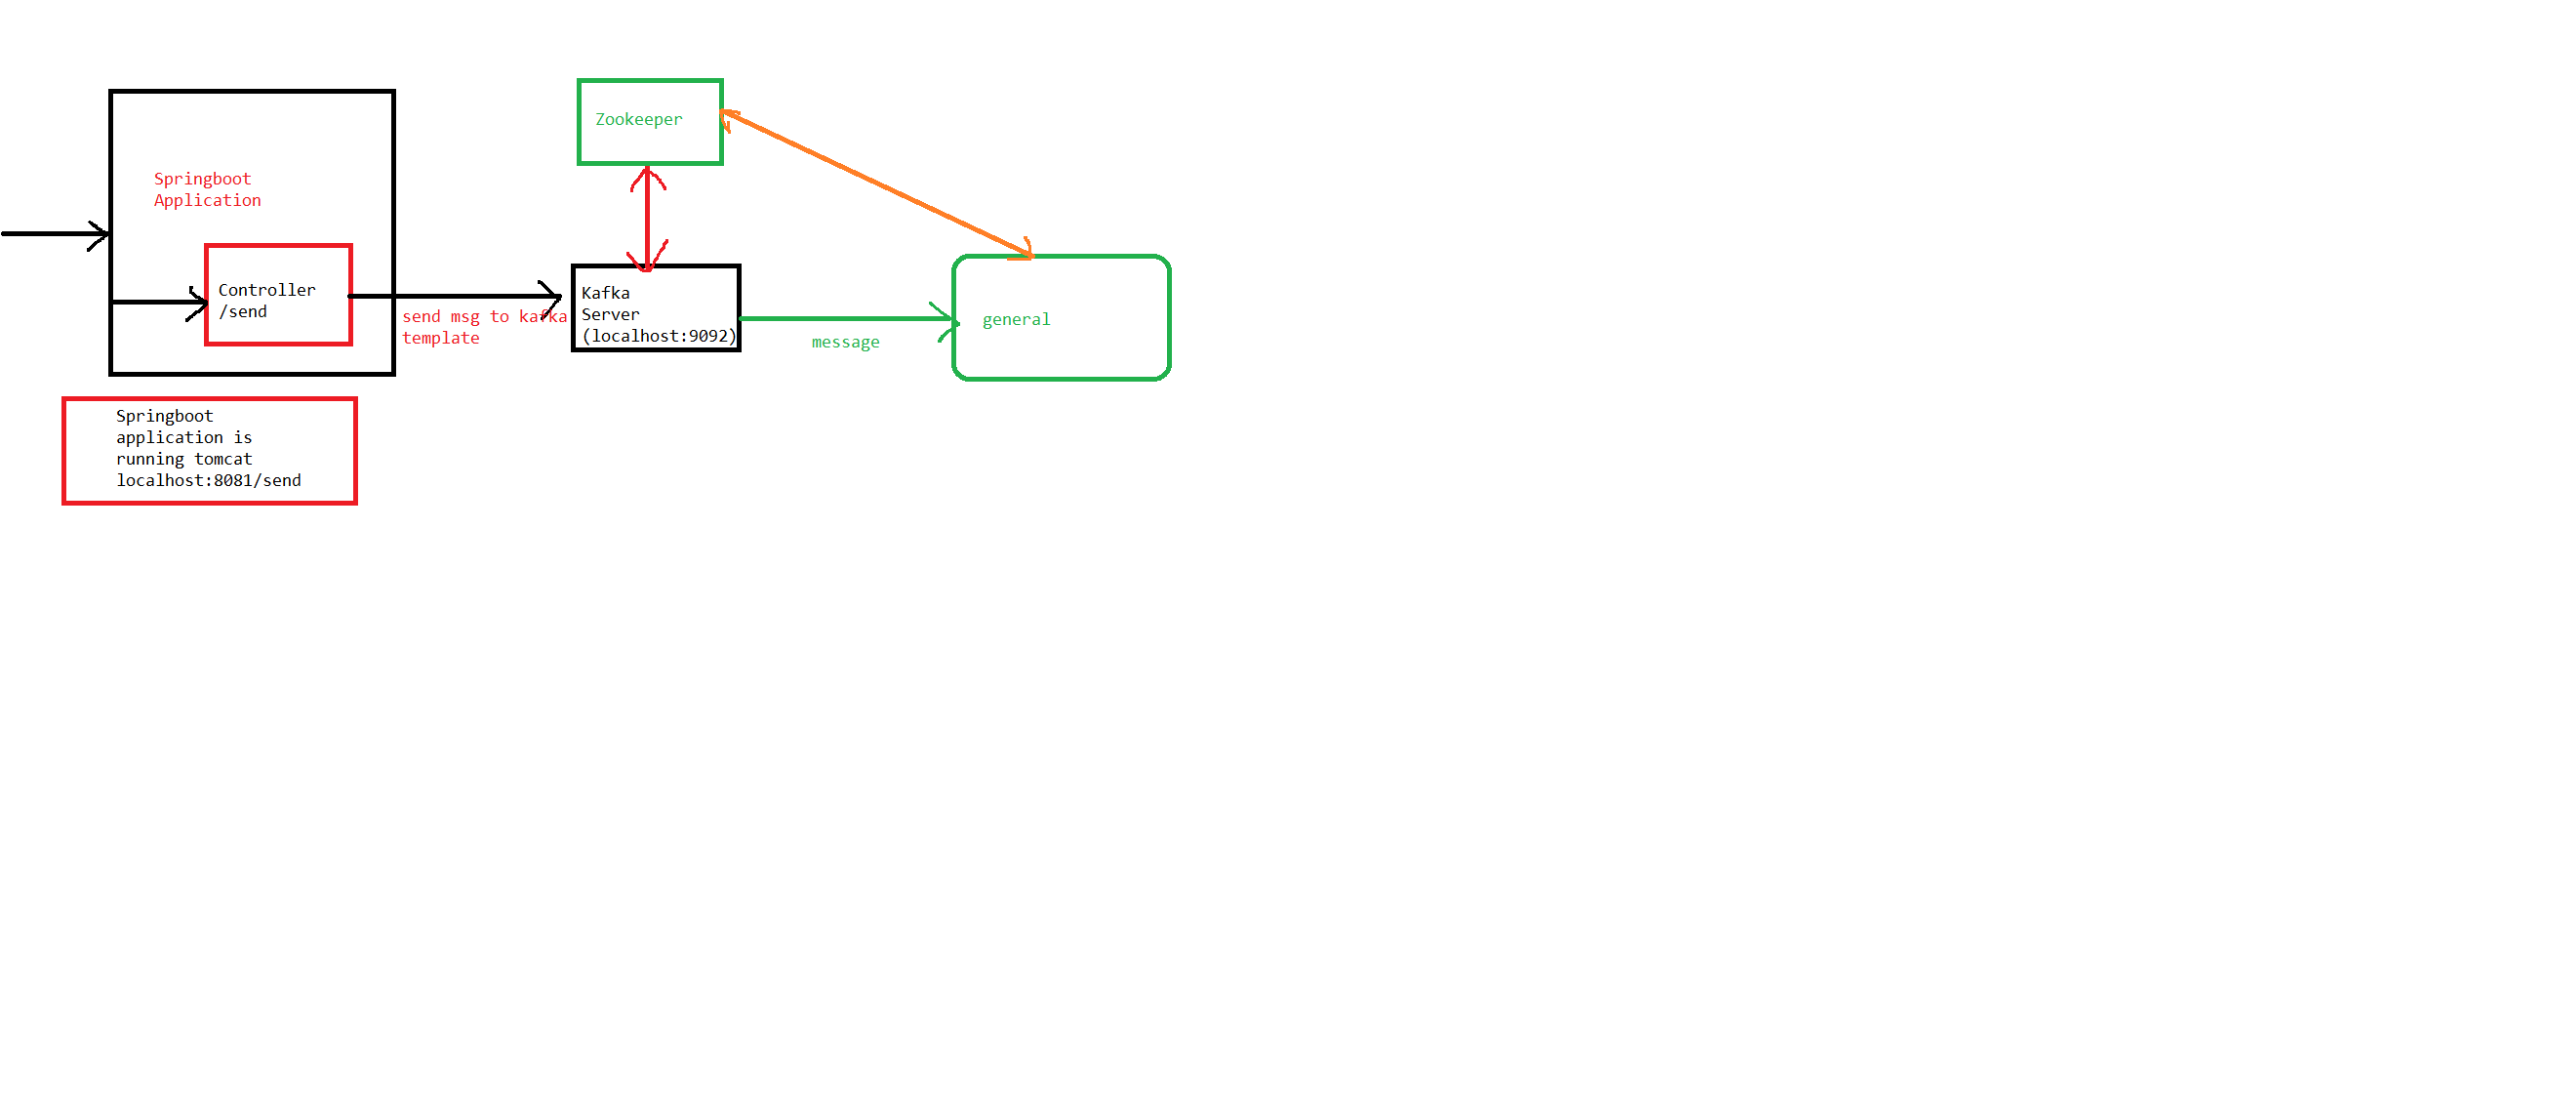 Zookeeper
Springboot
Application
Controller
/send
send msg to kafka
template
Kafka
Server
(localhost:9092)
message
general
Springboot
application is
running tomcat
localhost:8081/send